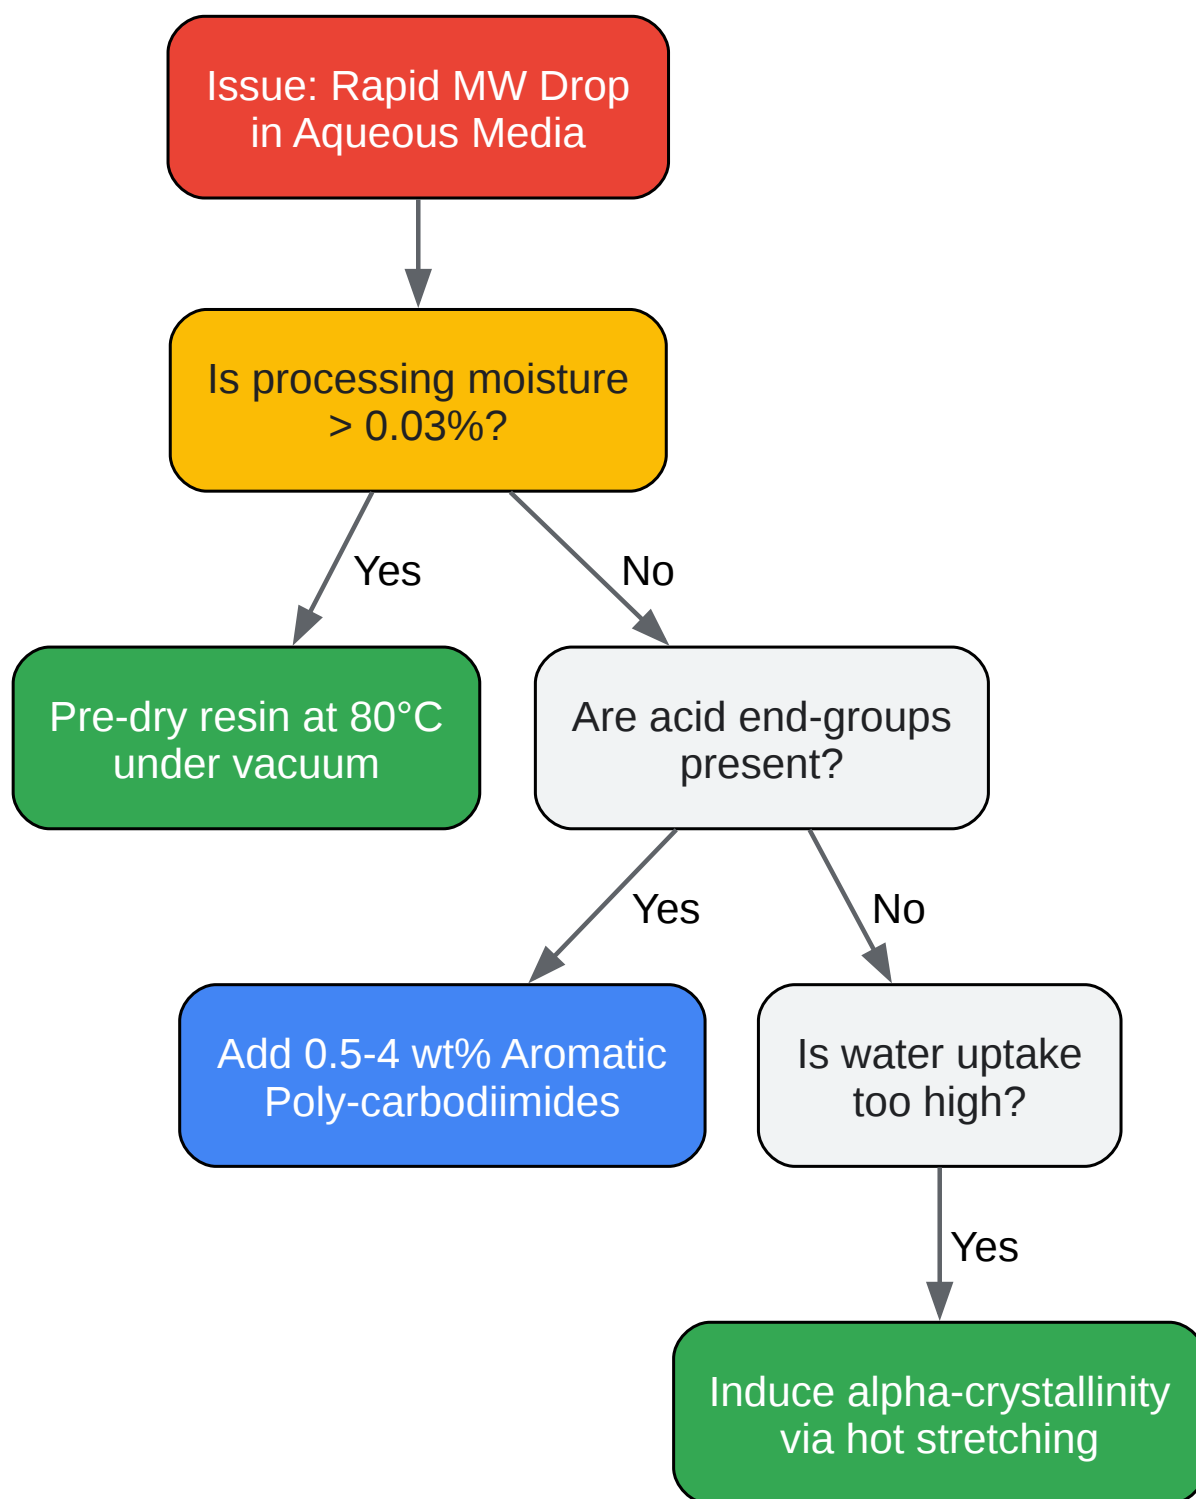 Issue: Rapid MW Drop
in Aqueous Media
Is processing moisture
> 0.03%?
Yes
No
Pre-dry resin at 80°C
under vacuum
Are acid end-groups
present?
Yes
No
Add 0.5-4 wt% Aromatic
Poly-carbodiimides
Is water uptake
too high?
Yes
Induce alpha-crystallinity
via hot stretching